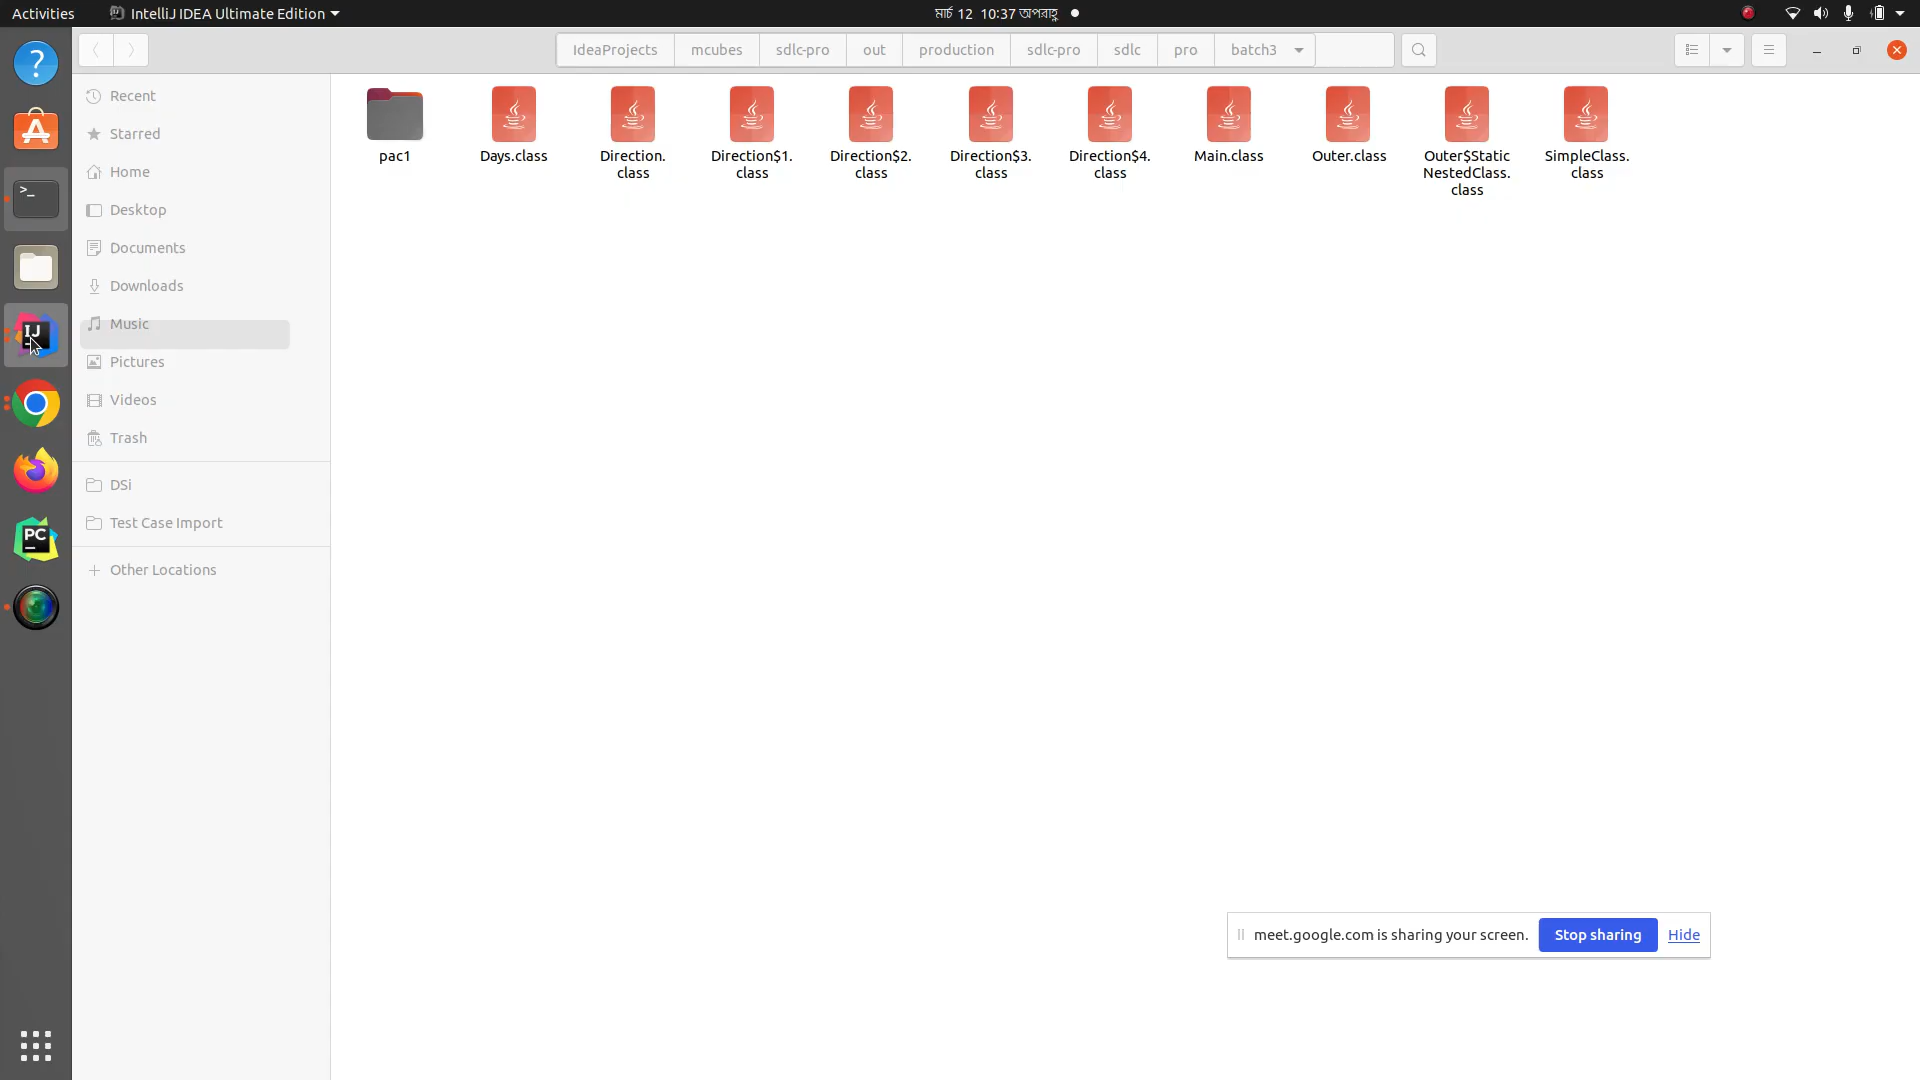 Activities
IntelliJ IDEA Ultimate Edition
মার্চ 12 10:37 অপরাহ্ণ
IdeaProjects
mcubes
sdlc-pro
out
production
sdlc-pro
sdlc
pro
batch3
Recent
Starred
Home
Desktop
Documents
Downloads
Music
Pictures
Videos
Trash
DSi
Test Case Import
Other Locations
pac1
Days.class
Direction.
class
Direction$1.
class
Direction$2.
class
Direction$3.
class
Direction$4.
class
Main.class
Outer.class
Outer$Static
NestedClass.
class
SimpleClass.
class
meet.google.com is sharing your screen.
Stop sharing
Hide
?
>_
IJ
PC